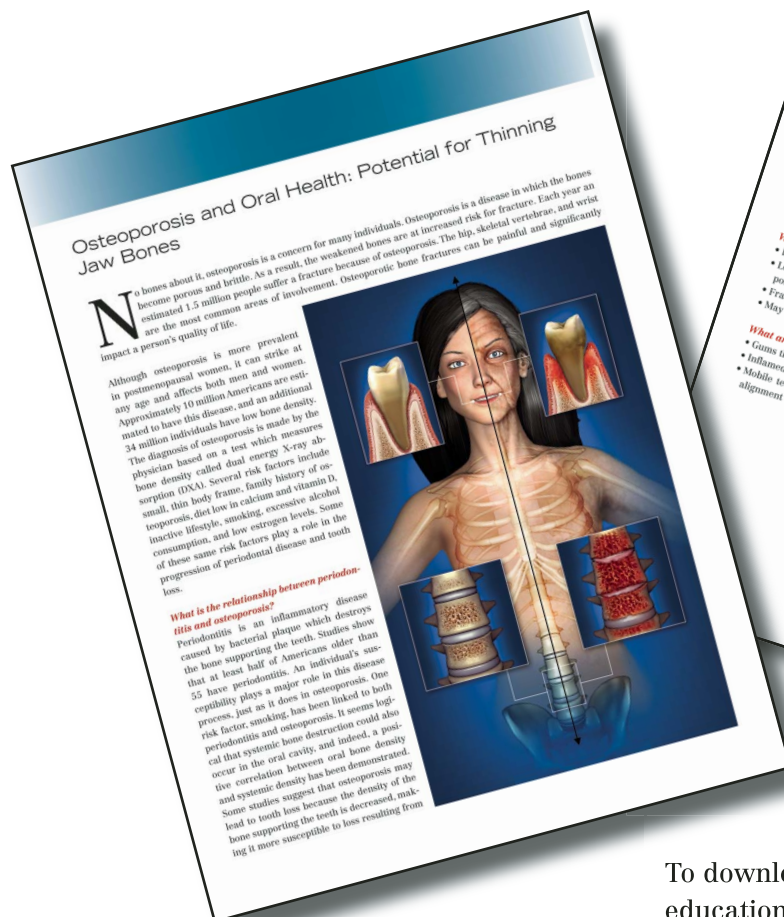 Osteoporosis and Oral Health: Potential for Thinning
Jaw Bones
No bones about it, osteoporosis is a concern for many individuals. Osteoporosis is a disease in which the bones
become porous and brittle. As a result, the weakened bones are at increased risk for fracture. Each year an
estimated 1.5 million people suffer a fracture because of osteoporosis. The hip, skeletal vertebrae, and wrist
are the most common areas of involvement. Osteoporotic bone fractures can be painful and significantly
impact a person's quality of life.
Although osteoporosis is more prevalent
in postmenopausal women, it can strike at
any age and affects both men and women.
Approximately 10 million Americans are esti-
mated to have this disease, and an additional
34 million individuals have low bone density.
The diagnosis of osteoporosis is made by the
physician based on a test which measures
bone density called dual energy X-ray ab-
sorption (DXA). Several risk factors include
small, thin body frame, family history of os-
teoporosis, diet low in calcium and vitamin D,
inactive lifestyle, smoking, excessive alcohol
consumption, and low estrogen levels. Some
of these same risk factors play a role in the
progression of periodontal disease and tooth
loss.
What is the relationship between periodon-
titis and osteoporosis?
Periodontitis is an inflammatory disease
caused by bacterial plaque which destroys
the bone supporting the teeth. Studies show
that at least half of Americans older than
55 have periodontitis. An individual's sus-
ceptibility plays a major role in this disease
process, just as it does in osteoporosis. One
risk factor, smoking, has been linked to both
periodontitis and osteoporosis. It seems logi-
cal that systemic bone destruction could also
occur in the oral cavity, and indeed, a posi-
tive correlation between oral bone density
and systemic density has been demonstrated.
Some studies suggest that osteoporosis may
lead to tooth loss because the density of the
bone supporting the teeth is decreased, mak-
ing it more susceptible to loss resulting from
• Fra
• May
What a
• Gums
• Inflamed
• Mobile te
alignment
To downl
education